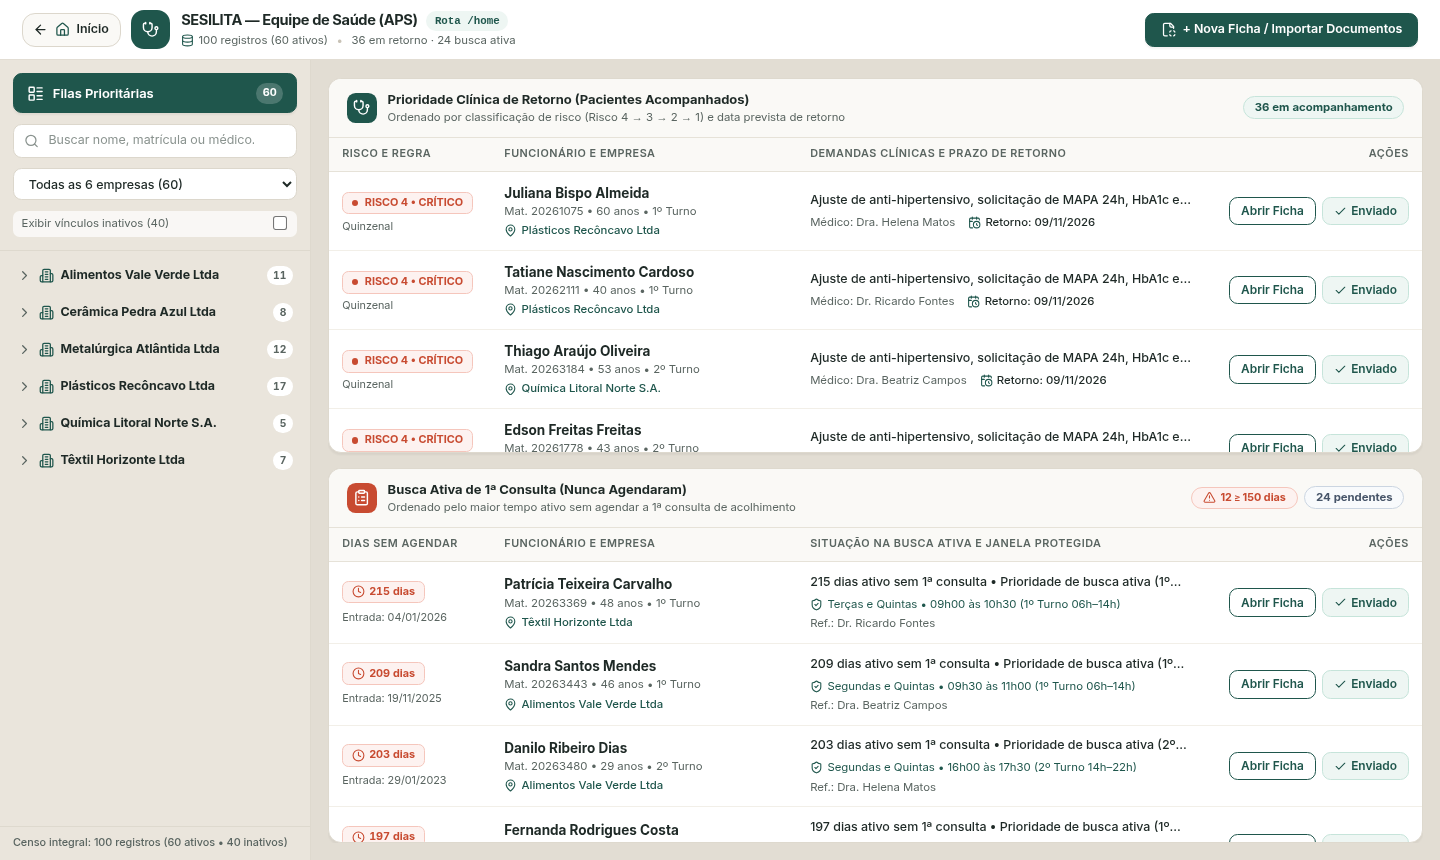 Início
SESILITA — Equipe de Saúde (APS)
Rota /home
100 registros (60 ativos) • 36 em retorno · 24 busca ativa
+ Nova Ficha / Importar Documentos
Filas Prioritárias
60
Buscar nome, matrícula ou médico.
Todas as 6 empresas (60)
Exibir vínculos inativos (40)
Alimentos Vale Verde Ltda 11
Cerâmica Pedra Azul Ltda 8
Metalúrgica Atlântida Ltda 12
Plásticos Recôncavo Ltda 17
Química Litoral Norte S.A. 5
Têxtil Horizonte Ltda 7
Censo integral: 100 registros (60 ativos • 40 inativos)
Prioridade Clínica de Retorno (Pacientes Acompanhados)
Ordenado por classificação de risco (Risco 4 → 3 → 2 → 1) e data prevista de retorno
36 em acompanhamento
RISCO E REGRA
FUNCIONÁRIO E EMPRESA
DEMANDAS CLÍNICAS E PRAZO DE RETORNO
AÇÕES
RISCO 4 • CRÍTICO
Quinzenal
Juliana Bispo Almeida
Mat. 20261075 • 60 anos • 1º Turno
Plásticos Recôncavo Ltda
Ajuste de anti-hipertensivo, solicitação de MAPA 24h, HbA1c e...
Médico: Dra. Helena Matos
Retorno: 09/11/2026
Abrir Ficha
Enviado
RISCO 4 • CRÍTICO
Quinzenal
Tatiane Nascimento Cardoso
Mat. 20262111 • 40 anos • 1º Turno
Plásticos Recôncavo Ltda
Ajuste de anti-hipertensivo, solicitação de MAPA 24h, HbA1c e...
Médico: Dr. Ricardo Fontes
Retorno: 09/11/2026
Abrir Ficha
Enviado
RISCO 4 • CRÍTICO
Quinzenal
Thiago Araújo Oliveira
Mat. 20263184 • 53 anos • 2º Turno
Química Litoral Norte S.A.
Ajuste de anti-hipertensivo, solicitação de MAPA 24h, HbA1c e...
Médico: Dra. Beatriz Campos
Retorno: 09/11/2026
Abrir Ficha
Enviado
RISCO 4 • CRÍTICO
Edson Freitas Freitas
Mat. 20261778 • 43 anos • 2º Turno
Ajuste de anti-hipertensivo, solicitação de MAPA 24h, HbA1c e...
Abrir Ficha
Enviado
Busca Ativa de 1ª Consulta (Nunca Agendaram)
Ordenado pelo maior tempo ativo sem agendar a 1ª consulta de acolhimento
12 ≥ 150 dias
24 pendentes
DIAS SEM AGENDAR
FUNCIONÁRIO E EMPRESA
SITUAÇÃO NA BUSCA ATIVA E JANELA PROTEGIDA
AÇÕES
215 dias
Entrada: 04/01/2026
Patrícia Teixeira Carvalho
Mat. 20263369 • 48 anos • 1º Turno
Têxtil Horizonte Ltda
215 dias ativo sem 1ª consulta • Prioridade de busca ativa (1º...
Terças e Quintas • 09h00 às 10h30 (1º Turno 06h–14h)
Ref.: Dr. Ricardo Fontes
Abrir Ficha
Enviado
209 dias
Entrada: 19/11/2025
Sandra Santos Mendes
Mat. 20263443 • 46 anos • 1º Turno
Alimentos Vale Verde Ltda
209 dias ativo sem 1ª consulta • Prioridade de busca ativa (1º...
Segundas e Quintas • 09h30 às 11h00 (1º Turno 06h–14h)
Ref.: Dra. Beatriz Campos
Abrir Ficha
Enviado
203 dias
Entrada: 29/01/2023
Danilo Ribeiro Dias
Mat. 20263480 • 29 anos • 2º Turno
Alimentos Vale Verde Ltda
203 dias ativo sem 1ª consulta • Prioridade de busca ativa (2º...
Segundas e Quintas • 16h00 às 17h30 (2º Turno 14h–22h)
Ref.: Dra. Helena Matos
Abrir Ficha
Enviado
197 dias
Fernanda Rodrigues Costa
197 dias ativo sem 1ª consulta • Prioridade de busca ativa (1º...